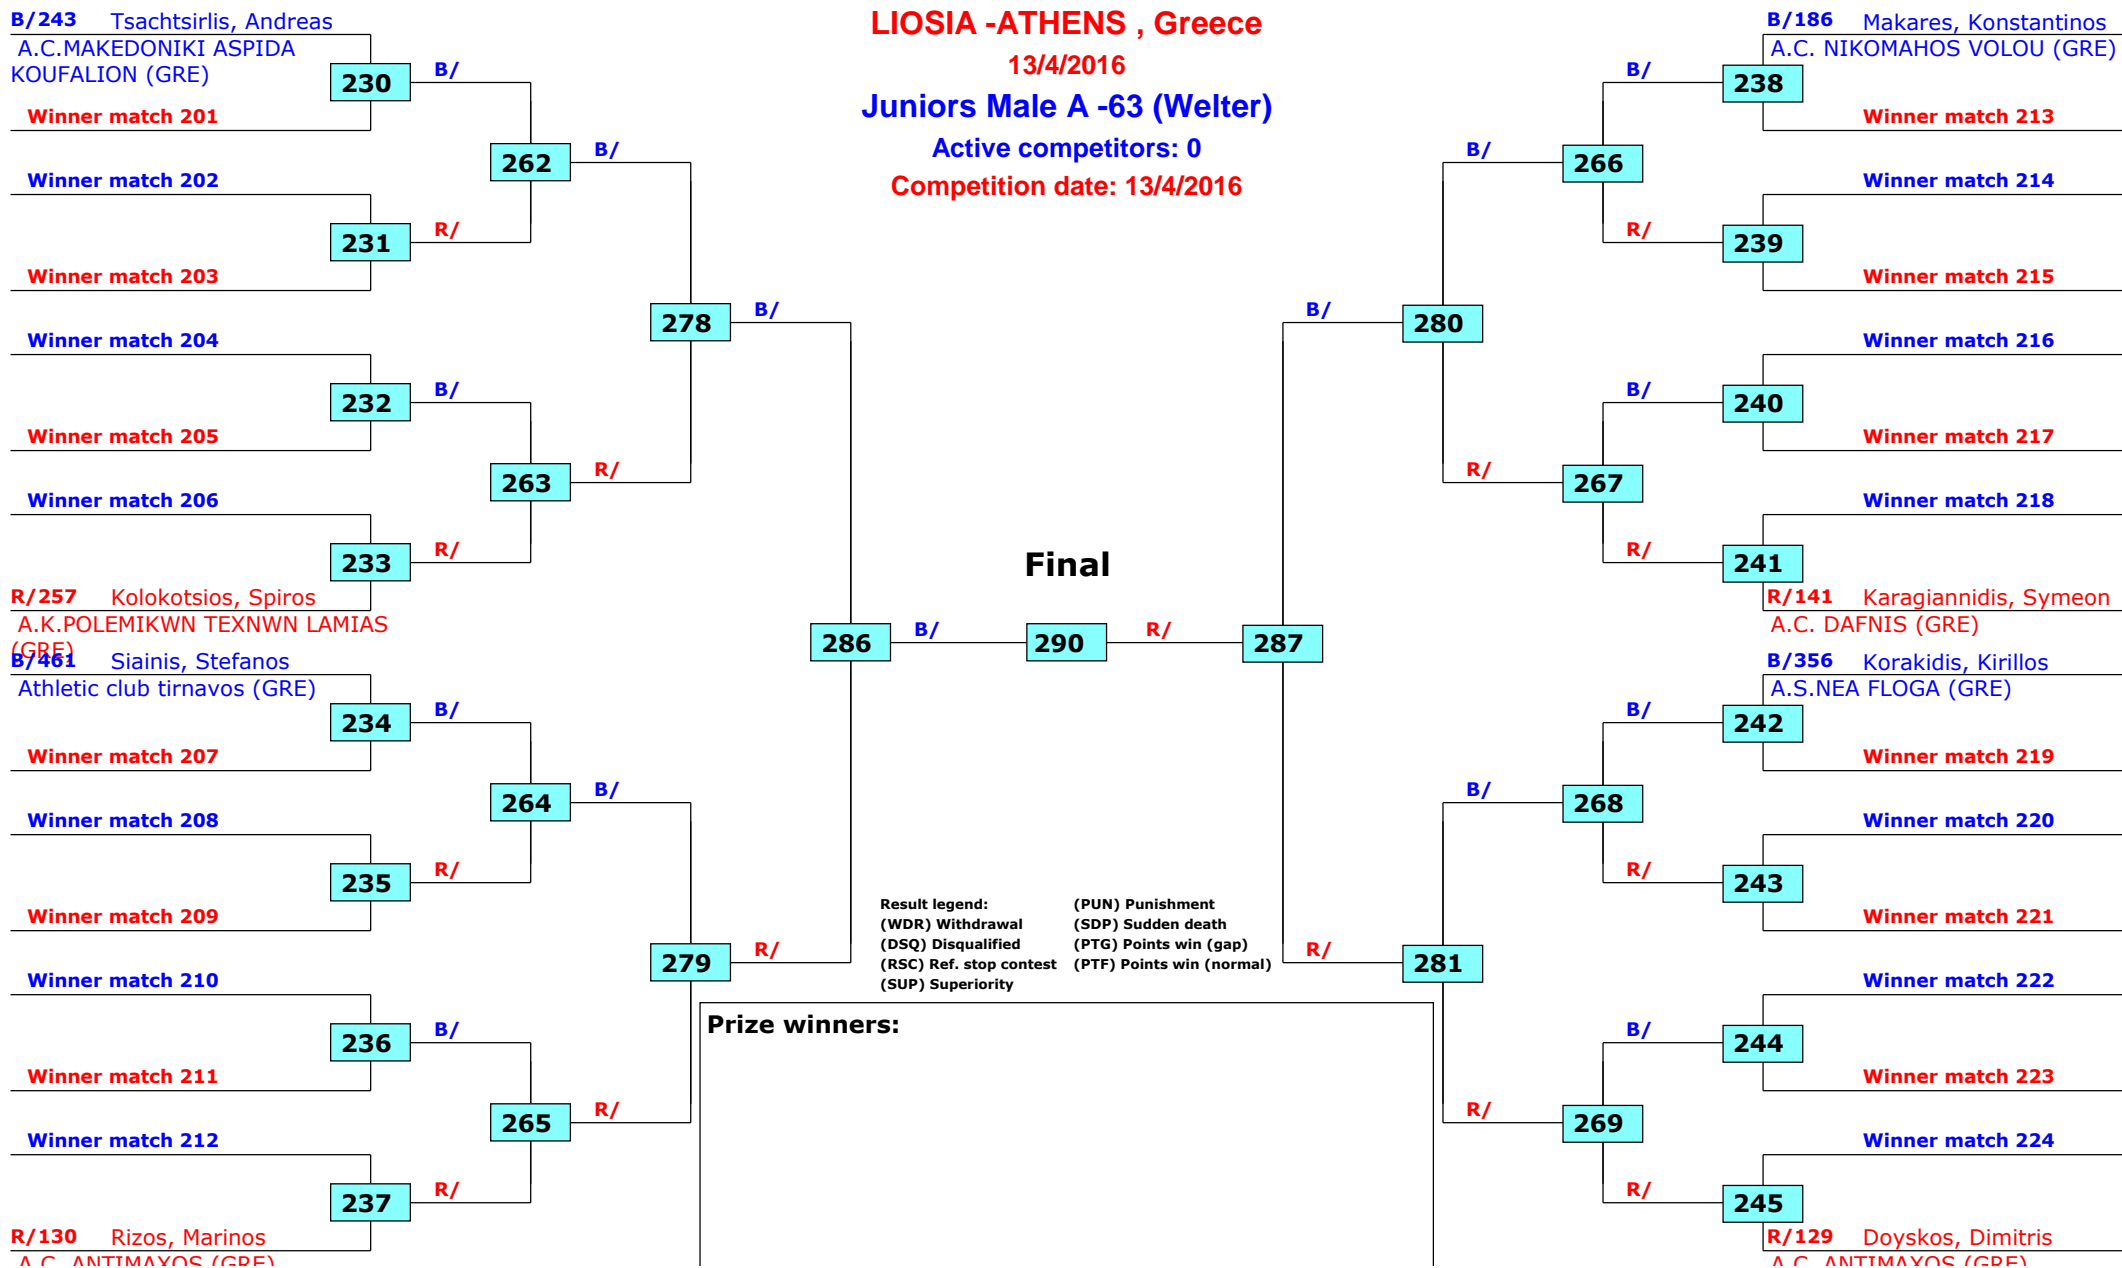 LIOSIA -ATHENS , Greece
13/4/2016
Juniors Male A -63 (Welter)
Active competitors: 0
Competition date: 13/4/2016
B/243 Tsachtsirlis, Andreas
A.C.MAKEDONIKI ASPIDA
KOUFALION (GRE)
230
B/
Winner match 201
262
B/
Winner match 202
231
R/
Winner match 203
278
B/
Winner match 204
232
B/
Winner match 205
263
R/
Winner match 206
233
R/
R/257 Kolokotsios, Spiros
A.K.POLEMIKWN TEXNWN LAMIAS
(GRE)
286
B/
B/461 Siainis, Stefanos
Athletic club tirnavos (GRE)
234
B/
Winner match 207
264
B/
Winner match 208
235
R/
Winner match 209
279
R/
Winner match 210
236
B/
Winner match 211
265
R/
Winner match 212
237
R/
R/130 Rizos, Marinos
A.C. ANTIMAXOS (GRE)
Final
290
R/
287
B/186 Makares, Konstantinos
A.C. NIKOMAHOS VOLOU (GRE)
B/
238
Winner match 213
B/
266
Winner match 214
R/
239
Winner match 215
B/
280
Winner match 216
B/
240
Winner match 217
R/
267
Winner match 218
R/
241
R/141 Karagiannidis, Symeon
A.C. DAFNIS (GRE)
B/356 Korakidis, Kirillos
A.S.NEA FLOGA (GRE)
B/
242
Winner match 219
B/
268
Winner match 220
R/
243
Winner match 221
R/
281
Winner match 222
B/
244
Winner match 223
R/
269
Winner match 224
R/
245
R/129 Doyskos, Dimitris
A.C. ANTIMAXOS (GRE)
Result legend: (PUN) Punishment
(WDR) Withdrawal (SDP) Sudden death
(DSQ) Disqualified (PTG) Points win (gap)
(RSC) Ref. stop contest (PTF) Points win (normal)
(SUP) Superiority
Prize winners: